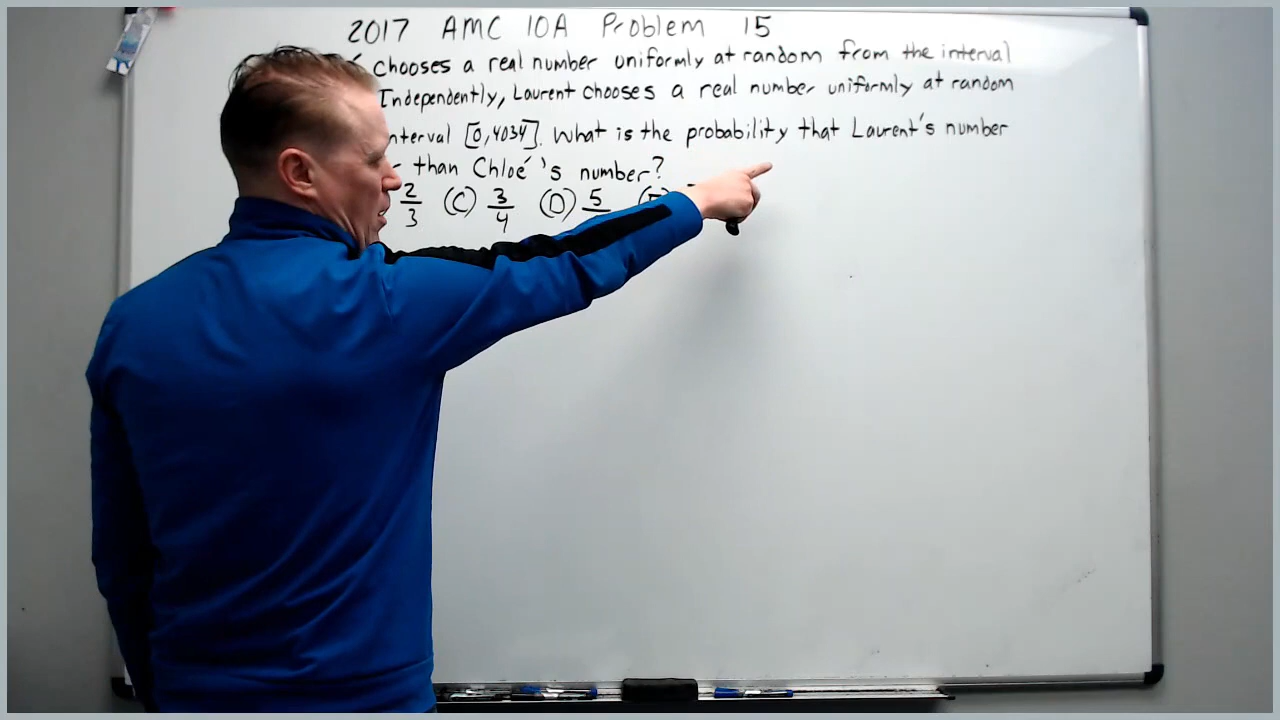 2017 AMC 10A Problem 15
chooses a real number uniformly at random from the interval
Independently, Laurent chooses a real number uniformly at random
interval [0,4034]. What is the probability that Laurent's number
than Chloé's number?
2/3 (C) 3/4 (D) 5